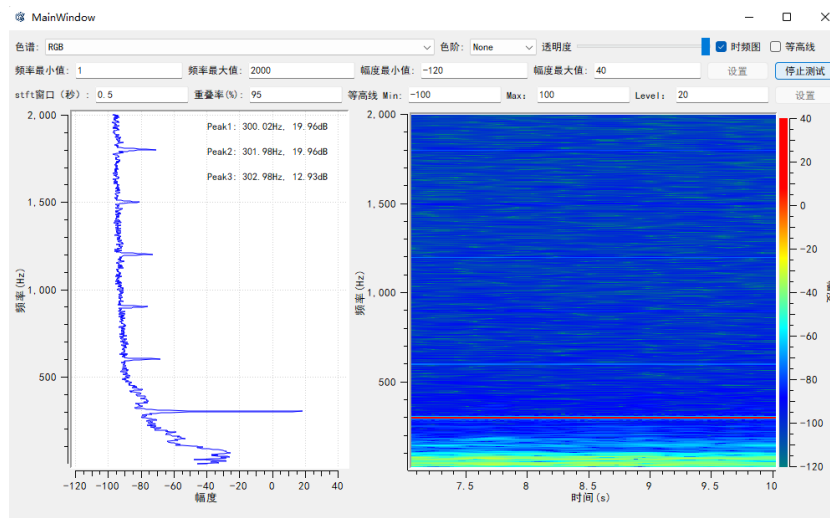 MainWindow
色谱: RGB 色阶: None 透明度 时频图 等高线
频率最小值: 1 频率最大值: 2000 幅度最小值: -120 幅度最大值: 40 设置 停止测试
stft窗口（秒）: 0.5 重叠率(%): 95 等高线 Min: -100 Max: 100 Level: 20 设置
2,000
1,500
1,000
500
频率(Hz)
Peak1: 300.02Hz, 19.96dB
Peak2: 301.98Hz, 19.96dB
Peak3: 302.98Hz, 12.93dB
-120 -100 -80 -60 -40 -20 0 20 40
幅度
2,000
1,500
1,000
500
频率(Hz)
7.5 8 8.5 9 9.5 10
时间(s)
40
20
0
-20
-40
-60
-80
-100
-120